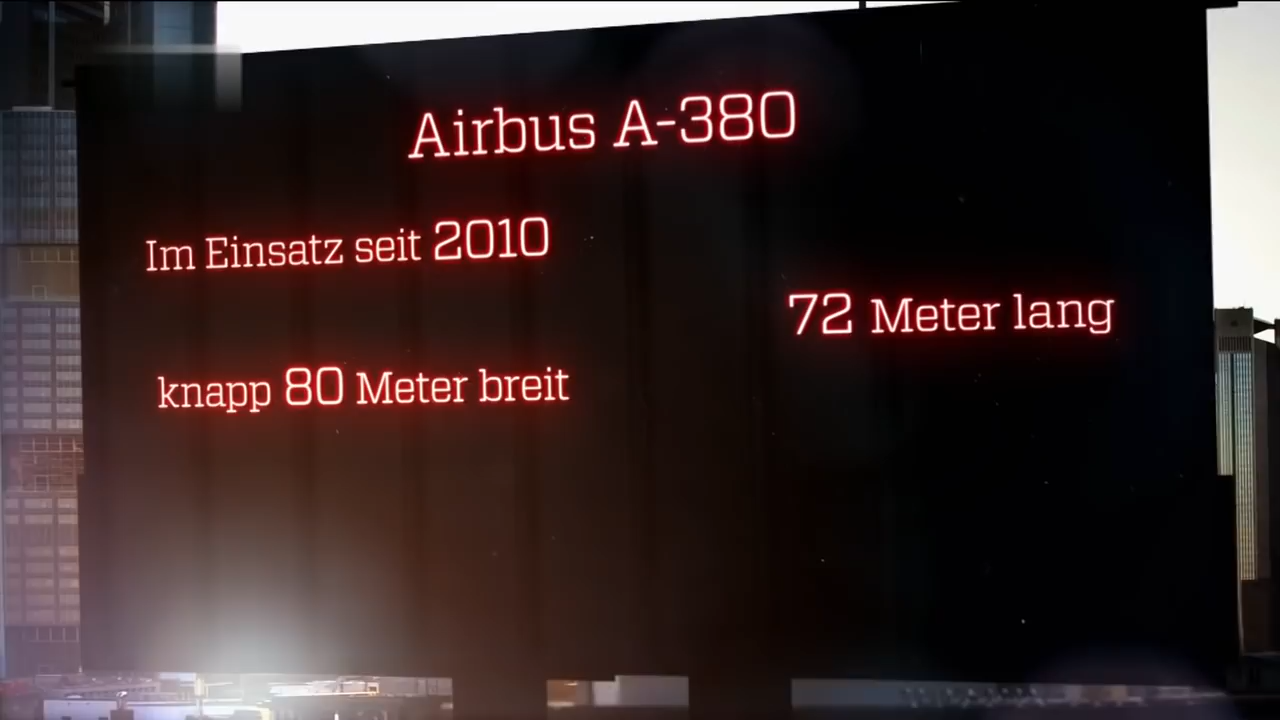 Airbus A-380
Im Einsatz seit 2010
72 Meter lang
knapp 80 Meter breit